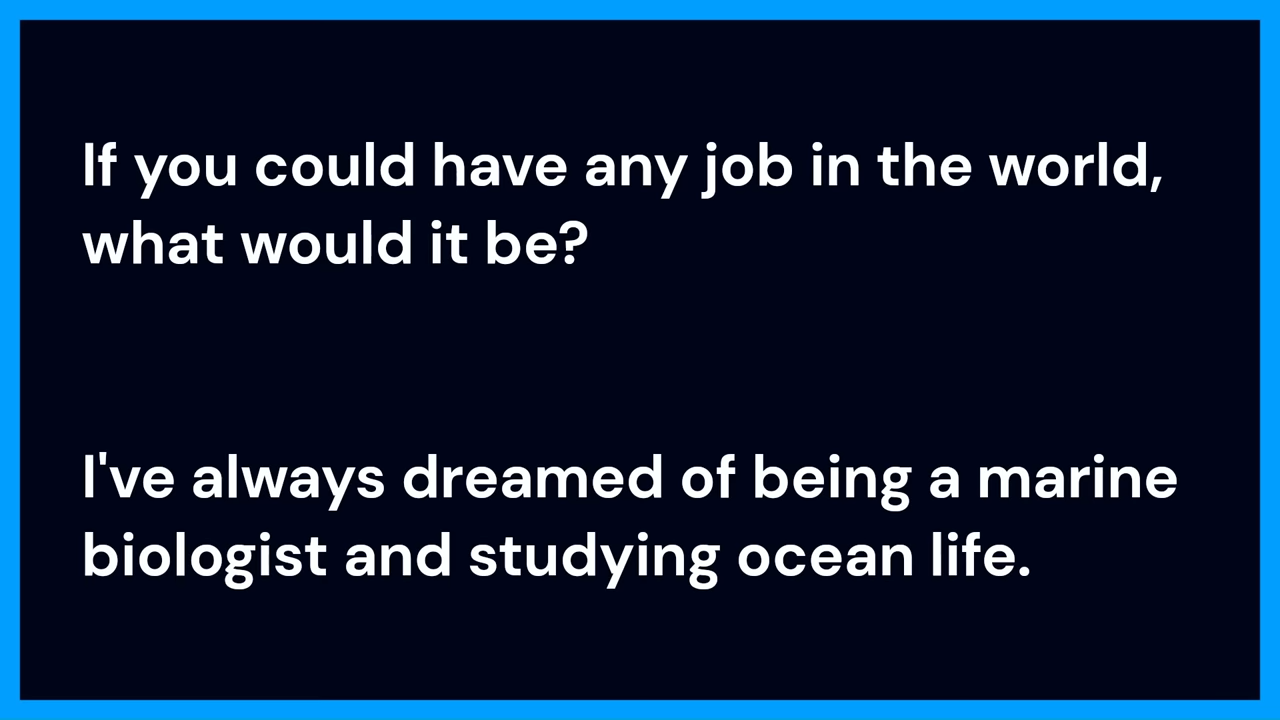 If you could have any job in the world,
what would it be?
I've always dreamed of being a marine
biologist and studying ocean life.